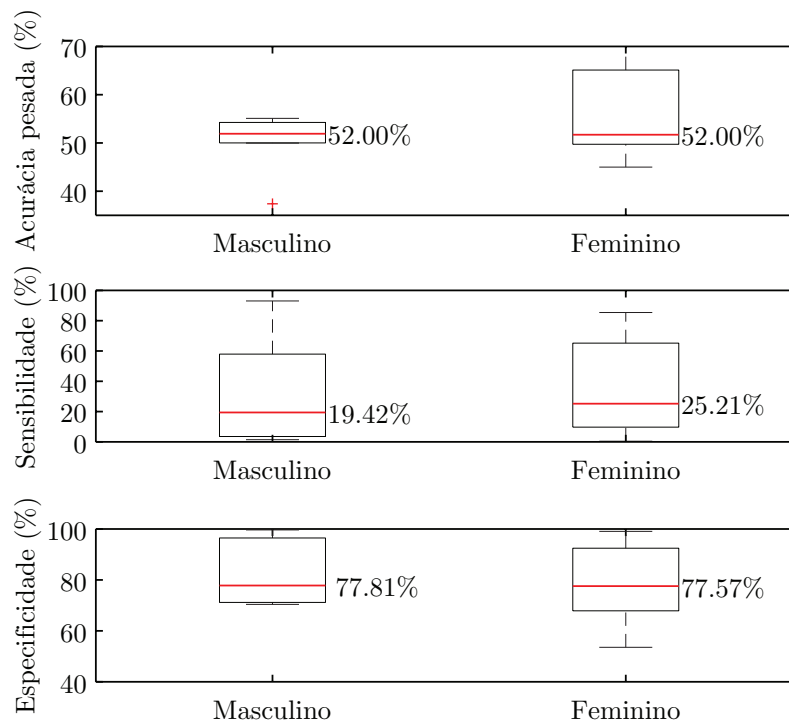 Acurácia pesada (%)
70
60
50
40
52.00%
52.00%
Masculino
Feminino
Sensibilidade (%)
100
80
60
40
20
0
19.42%
25.21%
Masculino
Feminino
Especificidade (%)
100
80
60
40
77.81%
77.57%
Masculino
Feminino